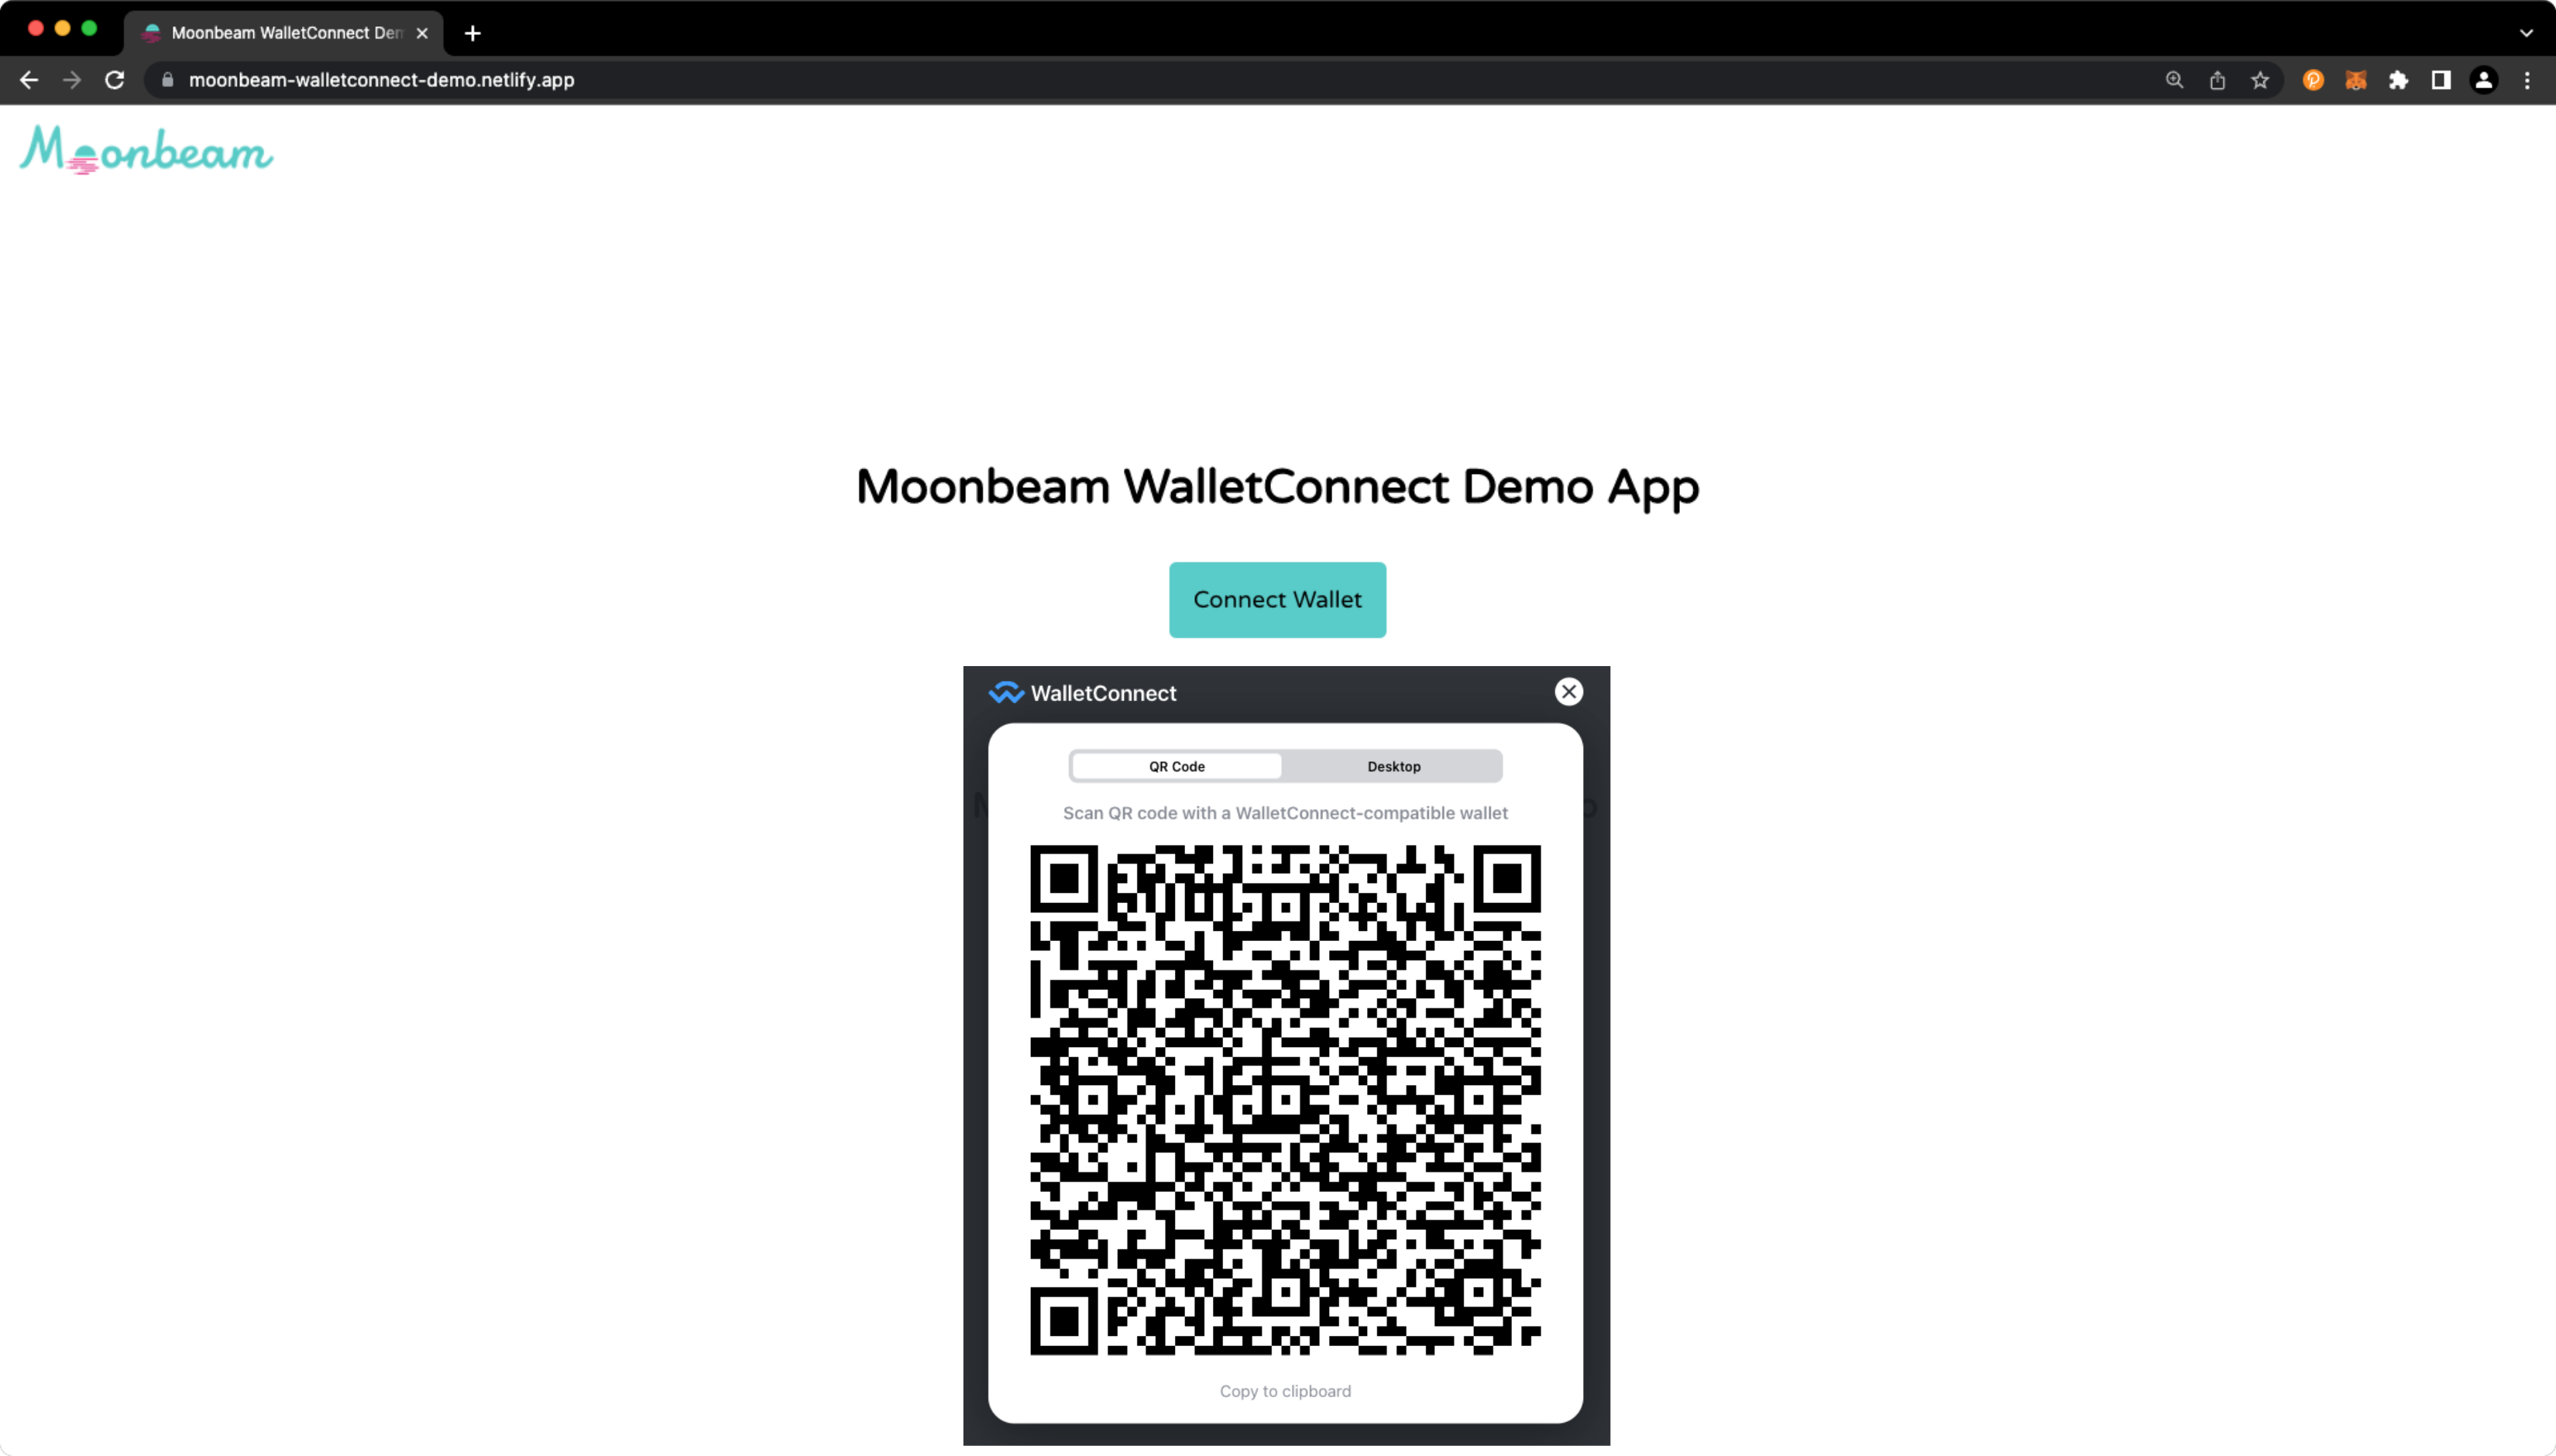 Moonbeam WalletConnect Dem
moonbeam-walletconnect-demo.netlify.app
Moonbeam
Moonbeam WalletConnect Demo App
Connect Wallet
WalletConnect
QR Code Desktop
Scan QR code with a WalletConnect-compatible wallet
Copy to clipboard